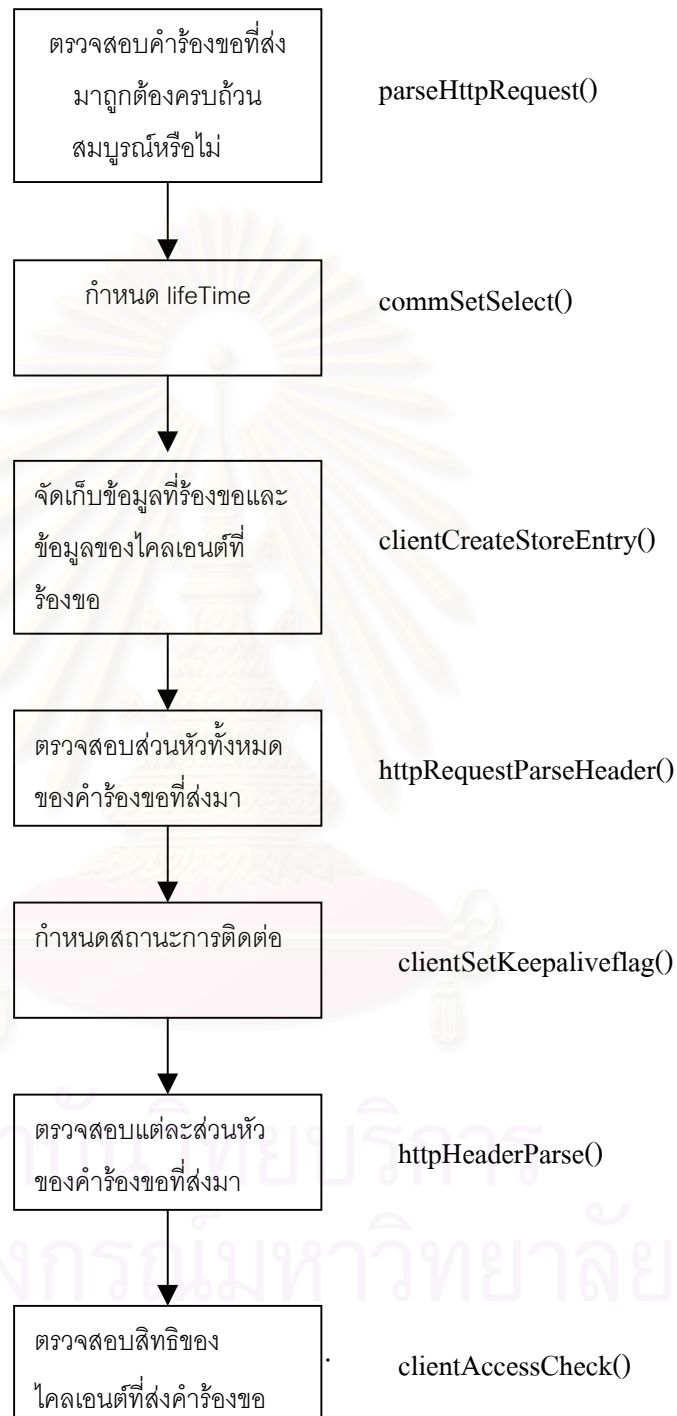 ตรวจสอบคำร้องขอที่ส่ง
มาถูกต้องครบถ้วน
สมบูรณ์หรือไม่
parseHttpRequest()
กำหนด lifeTime
commSetSelect()
จัดเก็บข้อมูลที่ร้องขอและ
ข้อมูลของไคลเอนต์ที่
ร้องขอ
clientCreateStoreEntry()
ตรวจสอบส่วนหัวทั้งหมด
ของคำร้องขอที่ส่งมา
httpRequestParseHeader()
กำหนดสถานะการติดต่อ
clientSetKeepaliveflag()
ตรวจสอบแต่ละส่วนหัว
ของคำร้องขอที่ส่งมา
httpHeaderParse()
ตรวจสอบสิทธิของ
ไคลเอนต์ที่ส่งคำร้องขอ
.
clientAccessCheck()